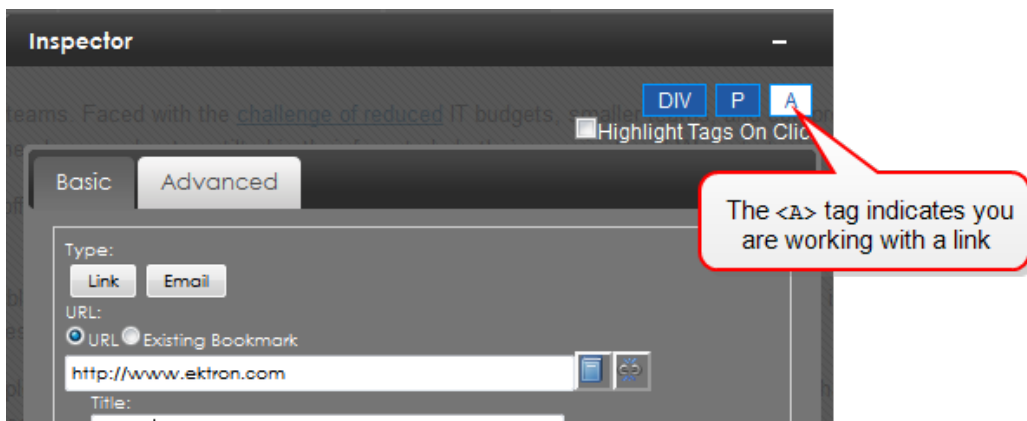 Inspector
DIV P A
teams. Faced with the challenge of reduced IT budgets, smaller
Highlight Tags On Clic
Basic Advanced
The <A> tag indicates you
are working with a link
Type:
Link Email
URL:
URL Existing Bookmark
http://www.ektron.com
Title: